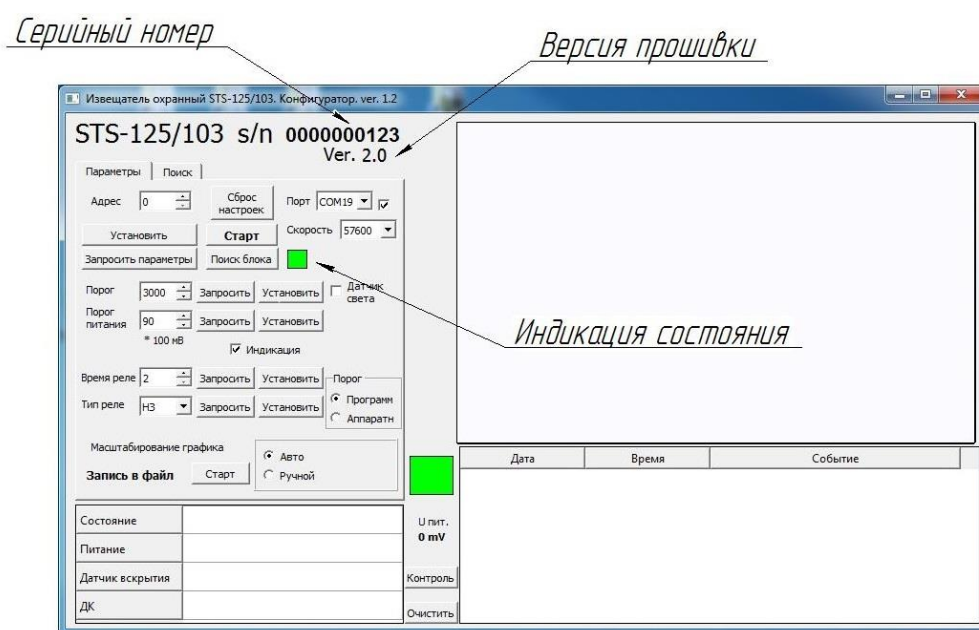 Серийный номер
Версия прошивки
Извещатель охранный STS-125/103. Конфигуратор. ver. 1.2
STS-125/103 s/n 0000000123
Ver. 2.0
Параметры Поиск
Адрес 0 Сброс настроек Порт COM19
Установить Старт Скорость 57600
Запросить параметры Поиск блока
Порог 3000 Запросить Установить Датчик света
Порог питания 90 Запросить Установить
* 100 мВ
Индикация
Индикация состояния
Время реле 2 Запросить Установить Порог
Программ
Тип реле НЗ Запросить Установить
Аппаратн
Масштабирование графика
Авто
Запись в файл Старт Ручной
Дата Время Событие
Состояние
U пит.
0 mV
Питание
Датчик вскрытия Контроль
ДК
Очистить